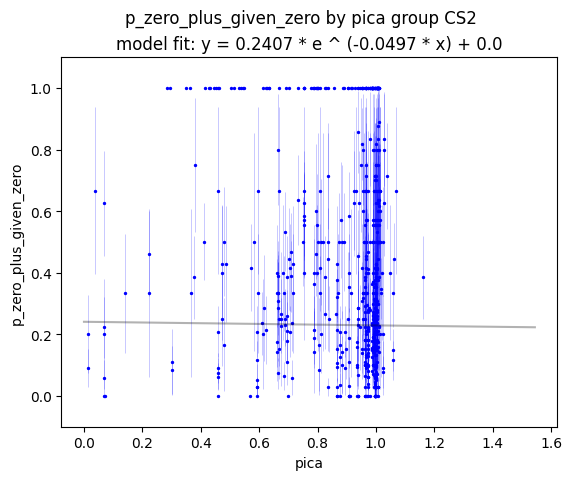 p_zero_plus_given_zero by pica group CS2
model fit: y = 0.2407 * e ^ (-0.0497 * x) + 0.0
p_zero_plus_given_zero
1.0
0.8
0.6
0.4
0.2
0.0
0.0 0.2 0.4 0.6 0.8 1.0 1.2 1.4 1.6
pica